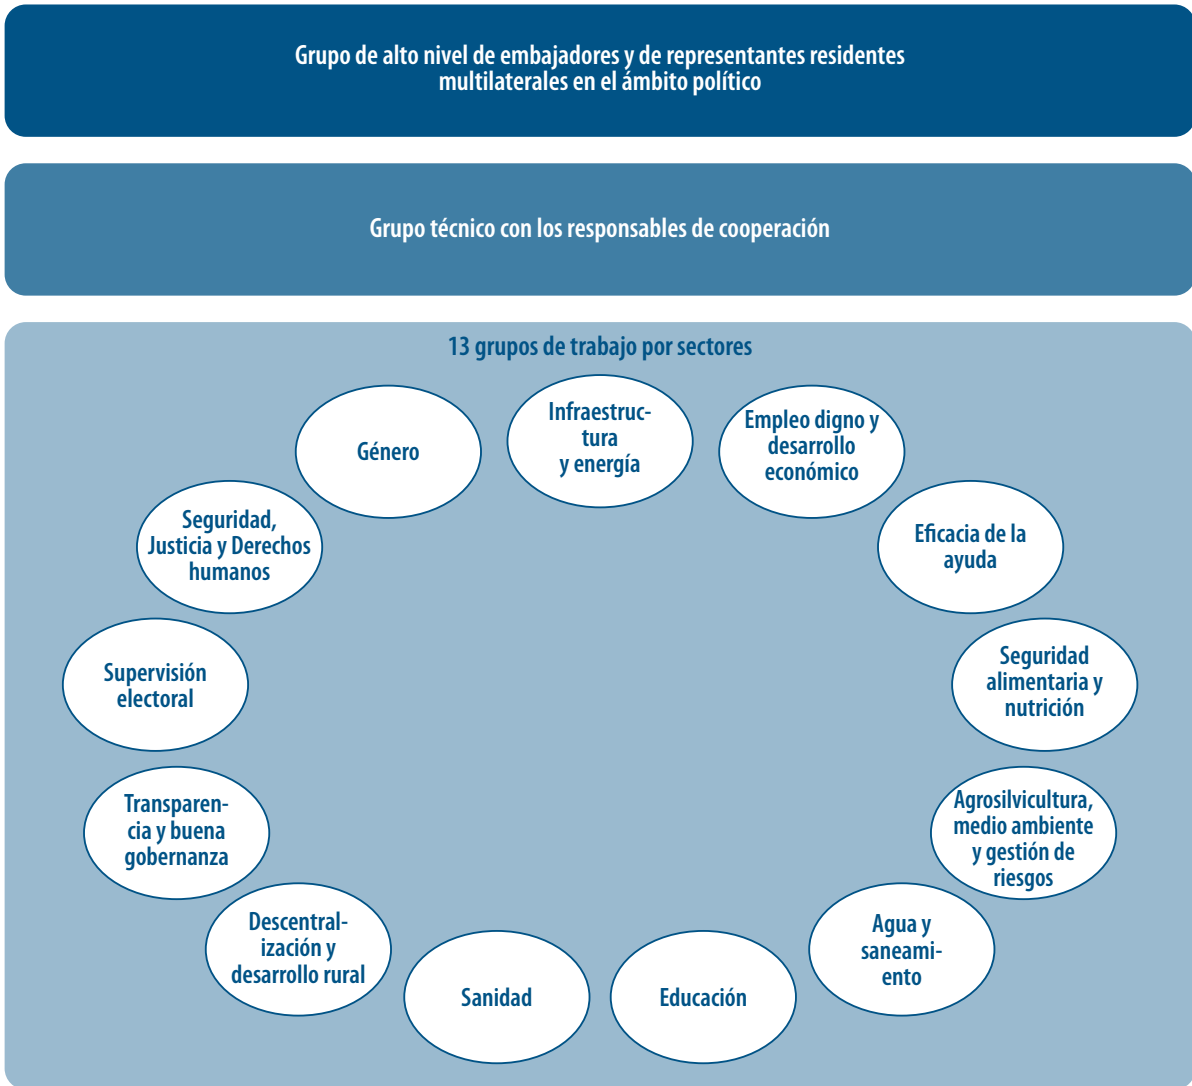 Grupo de alto nivel de embajadores y de representantes residentes
multilaterales en el ámbito político
Grupo técnico con los responsables de cooperación
13 grupos de trabajo por sectores
Infraestruc-
tura
y energía
Empleo digno y
desarrollo
económico
Eficacia de la
ayuda
Seguridad
alimentaria y
nutrición
Agrosilvicultura,
medio ambiente
y gestión de
riesgos
Agua y
saneami-
ento
Educación
Sanidad
Descentral-
ización y
desarrollo rural
Transparen-
cia y buena
gobernanza
Supervisión
electoral
Seguridad,
Justicia y Derechos
humanos
Género